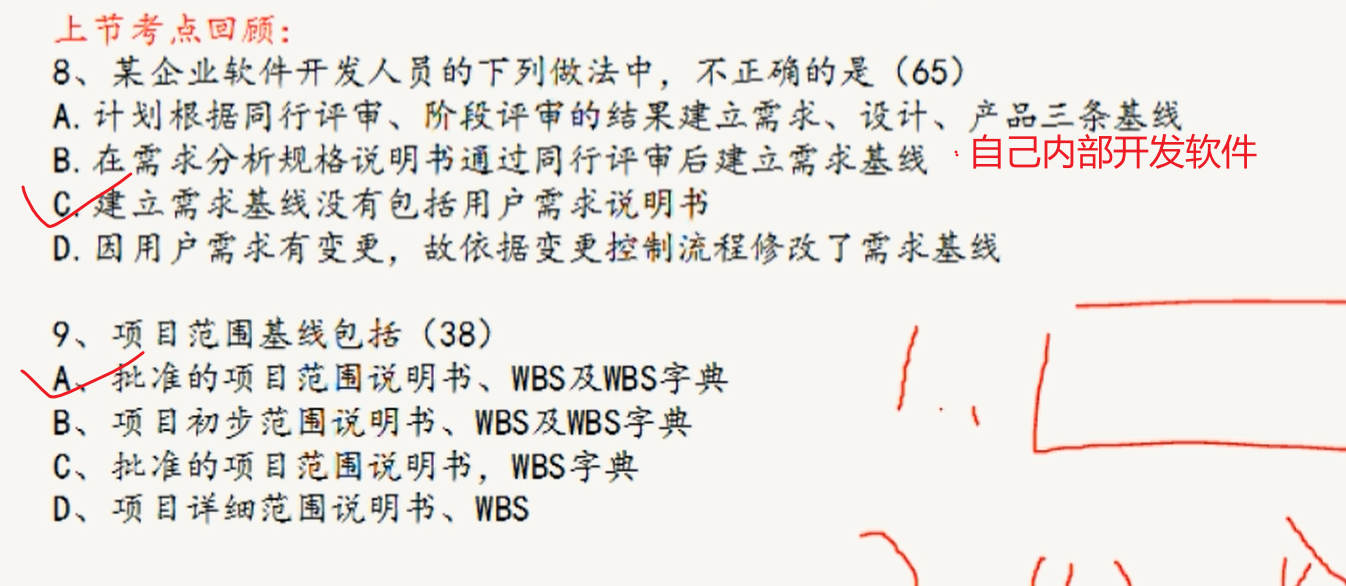 上节考点回顾：
8、某企业软件开发人员的下列做法中，不正确的是（65）
A. 计划根据同行评审、阶段评审的结果建立需求、设计、产品三条基线
B. 在需求分析规格说明书通过同行评审后建立需求基线
自己内部开发软件
C. 建立需求基线没有包括用户需求说明书
D. 因用户需求有变更，故依据变更控制流程修改了需求基线
9、项目范围基线包括（38）
A、批准的项目范围说明书、WBS及WBS字典
B、项目初步范围说明书、WBS及WBS字典
C、批准的项目范围说明书，WBS字典
D、项目详细范围说明书、WBS